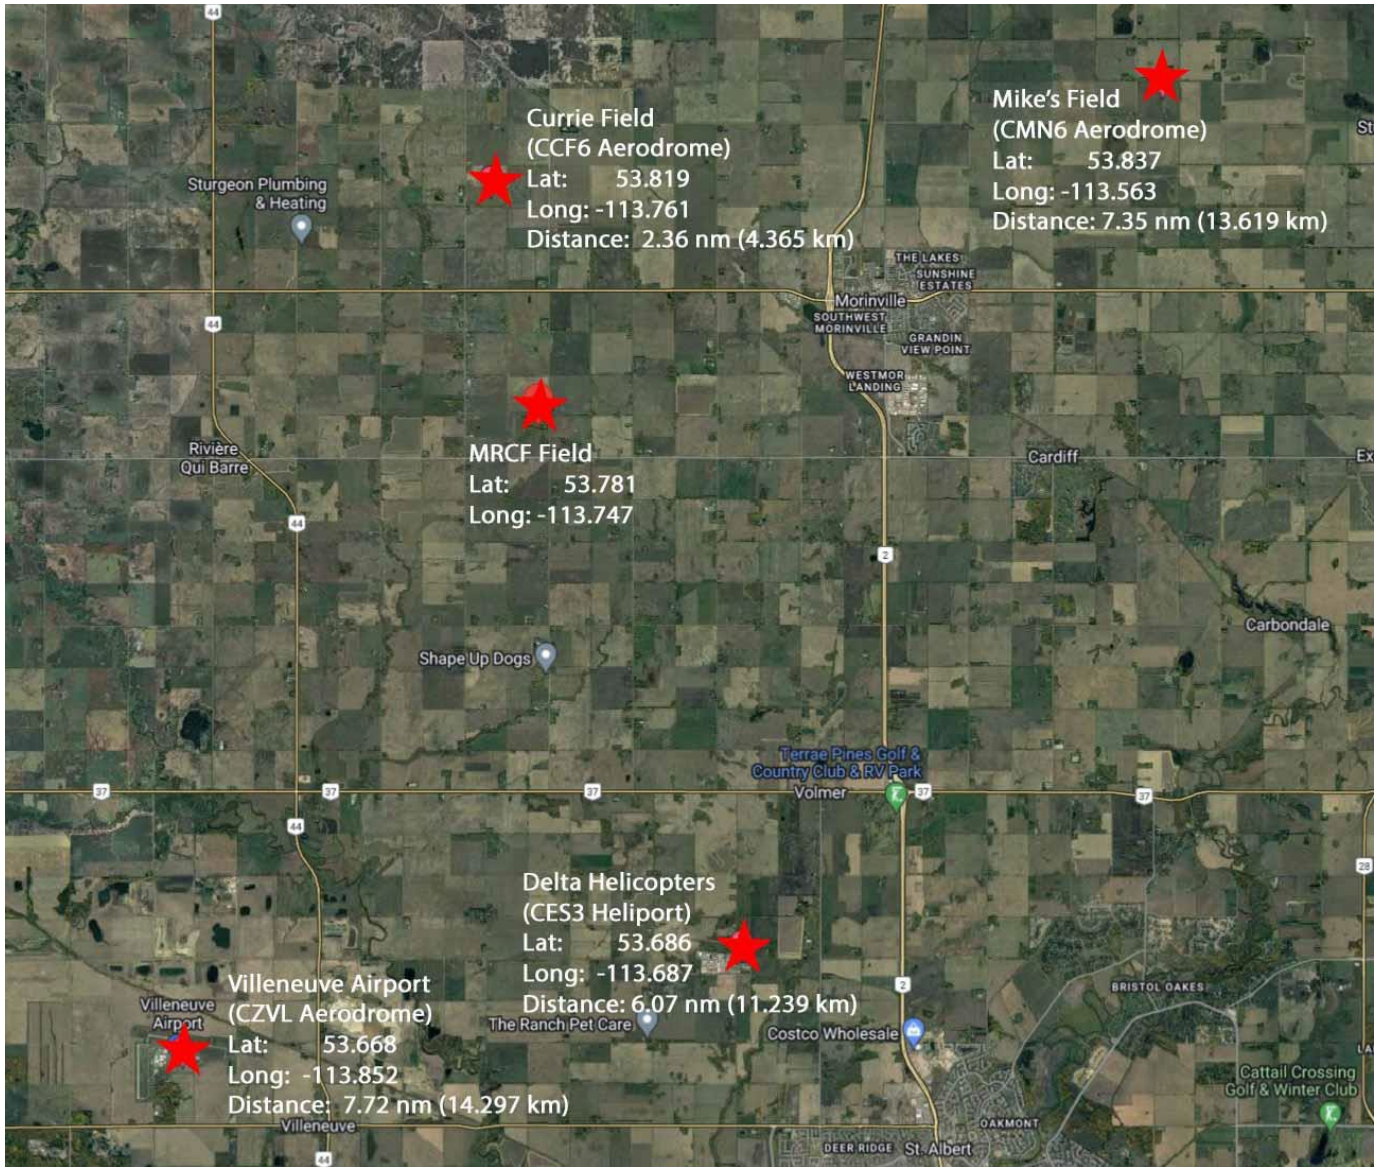 44
Mike's Field
(CMN6 Aerodrome)
Lat: 53.837
Long: -113.563
Distance: 7.35 nm (13.619 km)
Currie Field
(CCF6 Aerodrome)
Lat: 53.819
Long: -113.761
Distance: 2.36 nm (4.365 km)
St
Sturgeon Plumbing
& Heating
THE LAKES
SUNSHINE
ESTATES
Morinville
SOUTHWEST
MORINVILLE
44
GRANDIN
VIEW POINT
WESTMOR
LANDING
Rivière
Qui Barre
MRCF Field
Lat: 53.781
Long: -113.747
Cardiff
Ex
44
2
Carbondale
Shape Up Dogs
Terrae Pines Golf &
Country Club & RV Park
Volmer
37
37
37
37
37
44
28
Delta Helicopters
(CES3 Heliport)
Lat: 53.686
Long: -113.687
Distance: 6.07 nm (11.239 km)
Villeneuve Airport
(CZVL Aerodrome)
Lat: 53.668
Long: -113.852
Distance: 7.72 nm (14.297 km)
Villeneuve
Airport
2
BRISTOL OAKES
The Ranch Pet Care
Costco Wholesale
LA
Cattail Crossing
Golf & Winter Club
Villeneuve
OAKMONT
DEER RIDGE
St. Albert
44